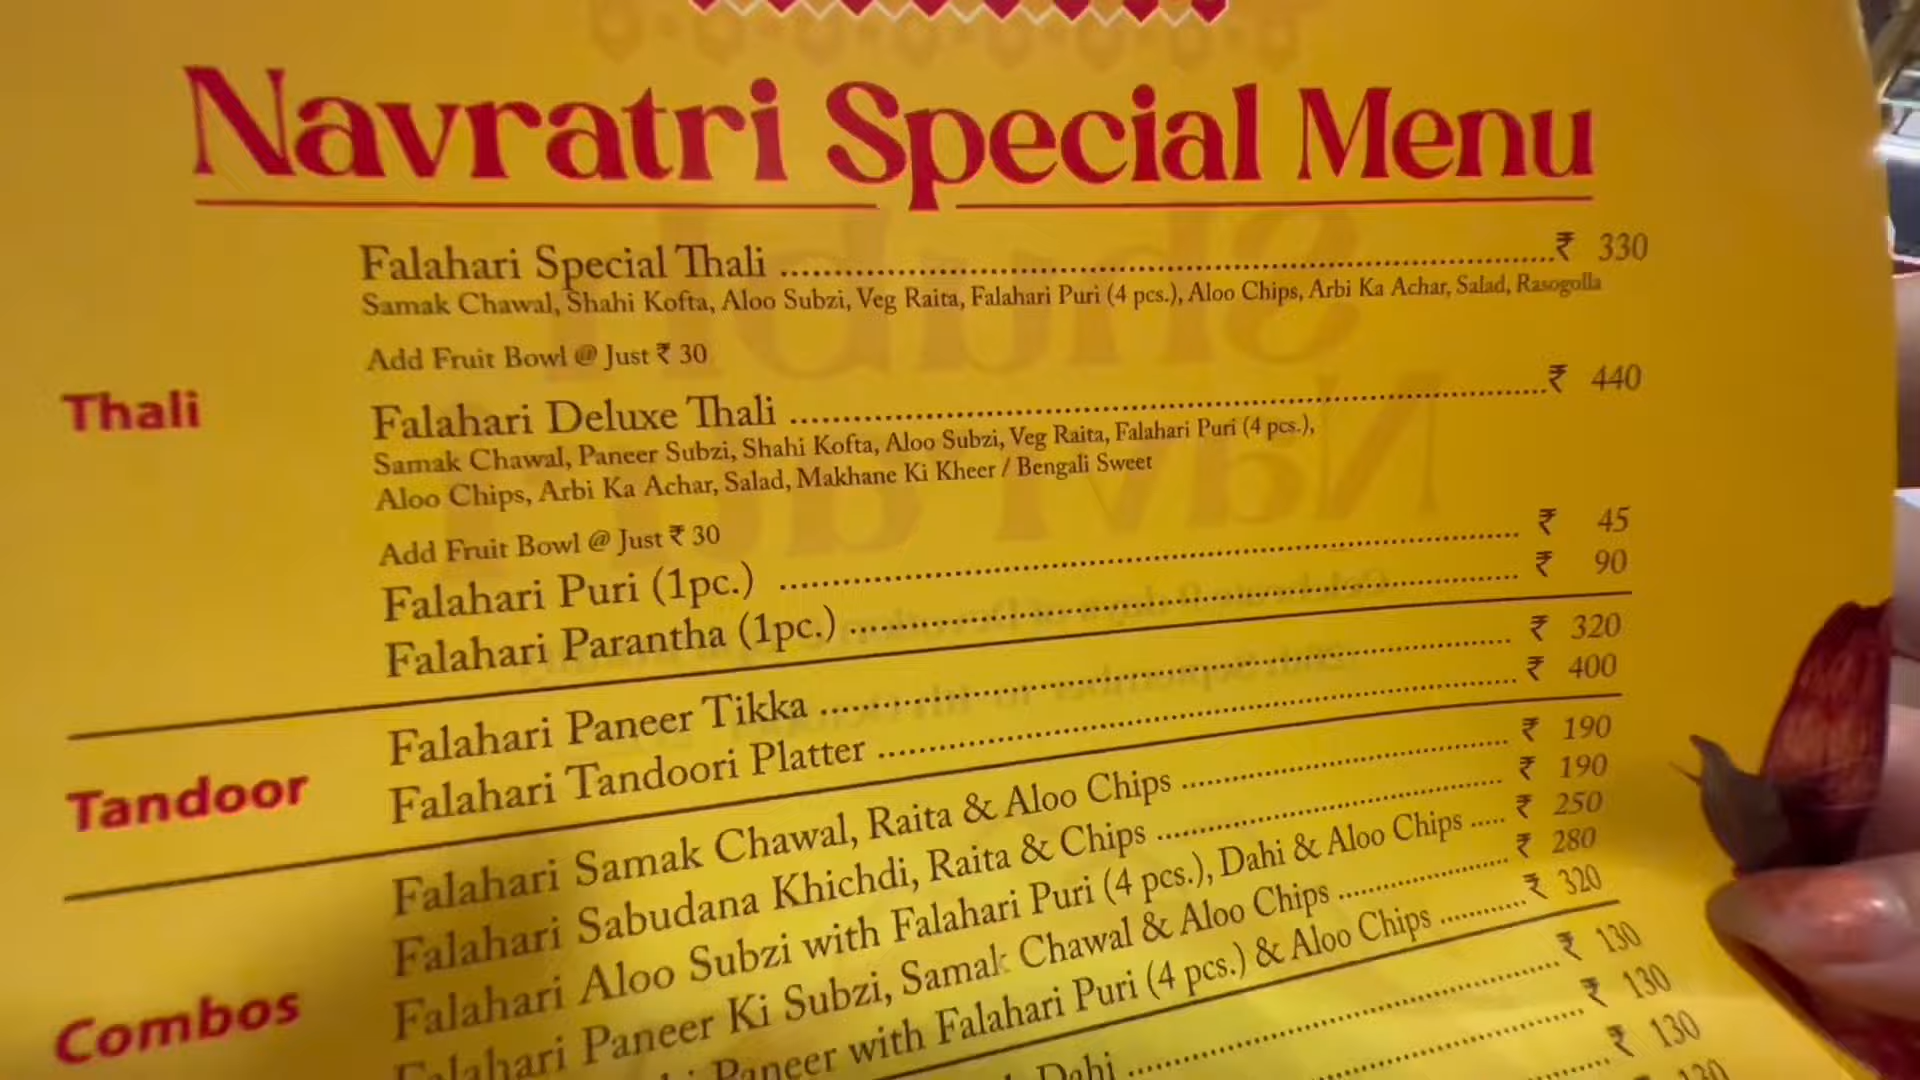 Navratri Special Menu
Falahari Special Thali ........ ₹ 330
Samak Chawal, Shahi Kofta, Aloo Subzi, Veg Raita, Falahari Puri (4 pcs.), Aloo Chips, Arbi Ka Achar, Salad, Rasogolla
Add Fruit Bowl @ Just ₹ 30
Thali
Falahari Deluxe Thali ........ ₹ 440
Samak Chawal, Paneer Subzi, Shahi Kofta, Aloo Subzi, Veg Raita, Falahari Puri (4 pcs.),
Aloo Chips, Arbi Ka Achar, Salad, Makhane Ki Kheer / Bengali Sweet
Add Fruit Bowl @ Just ₹ 30
Falahari Puri (1pc.) ........ ₹ 45
Falahari Parantha (1pc.) ........ ₹ 90
Tandoor
Falahari Paneer Tikka ........ ₹ 320
Falahari Tandoori Platter ........ ₹ 400
Combos
Falahari Samak Chawal, Raita & Aloo Chips ........ ₹ 190
Falahari Sabudana Khichdi, Raita & Chips ........ ₹ 190
Falahari Aloo Subzi with Falahari Puri (4 pcs.), Dahi & Aloo Chips ..... ₹ 250
Falahari Paneer Ki Subzi, Samak Chawal & Aloo Chips ........ ₹ 280
Paneer with Falahari Puri (4 pcs.) & Aloo Chips ........ ₹ 320
Dahi ........ ₹ 130
₹ 130
₹ 130
130